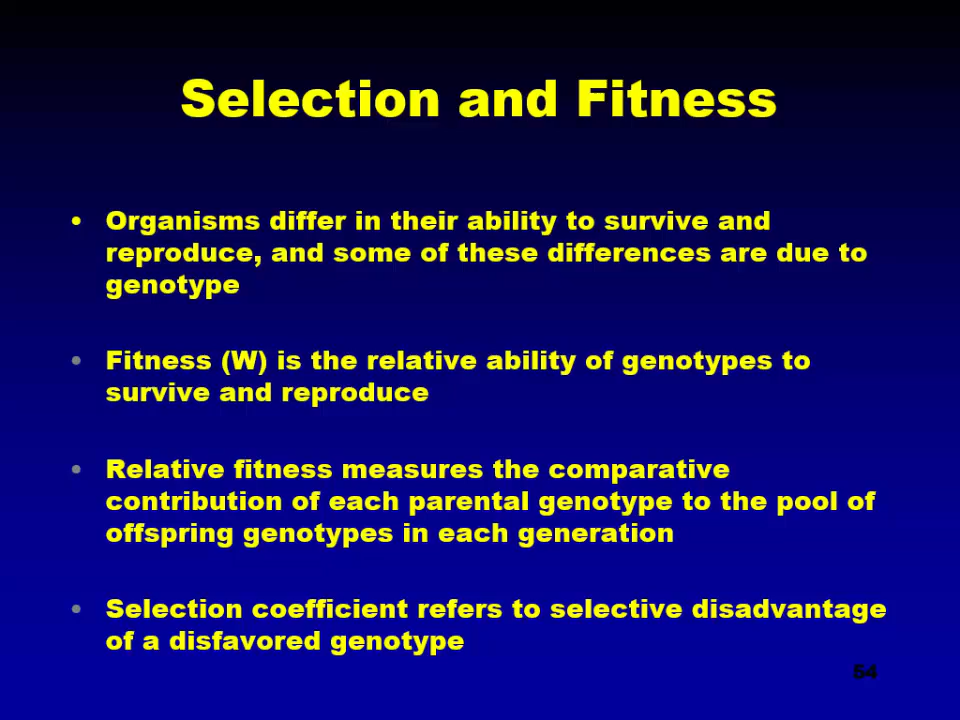 Selection and Fitness
• Organisms differ in their ability to survive and
reproduce, and some of these differences are due to
genotype
• Fitness (W) is the relative ability of genotypes to
survive and reproduce
• Relative fitness measures the comparative
contribution of each parental genotype to the pool of
offspring genotypes in each generation
• Selection coefficient refers to selective disadvantage
of a disfavored genotype
54